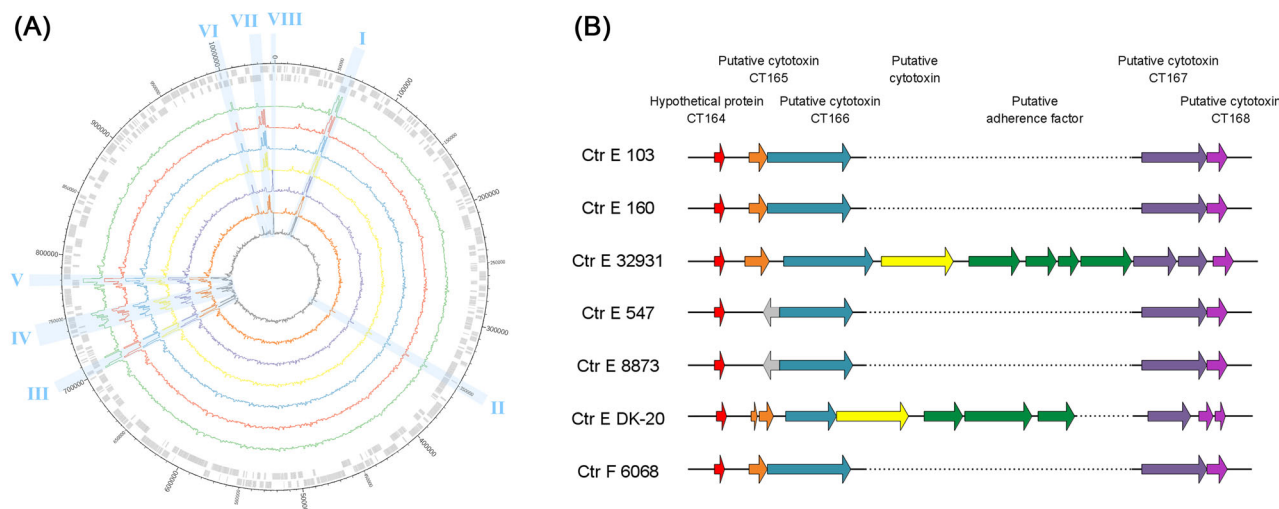 (A)
VI
VII
VIII
I
0
100000
200000
300000
400000
600000
700000
800000
900000
1000000
V
IV
III
II
(B)
Putative cytotoxin
CT165
Putative
cytotoxin
Putative cytotoxin
CT167
Hypothetical protein
CT164
Putative cytotoxin
CT166
Putative
adherence factor
Putative cytotoxin
CT168
Ctr E 103
Ctr E 160
Ctr E 32931
Ctr E 547
Ctr E 8873
Ctr E DK-20
Ctr F 6068